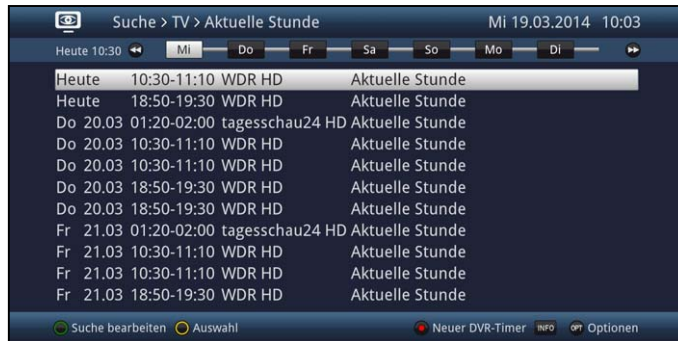 Suche > TV > Aktuelle Stunde Mi 19.03.2014 10:03
Heute 10:30 Mi Do Fr Sa So Mo Di
Heute 10:30-11:10 WDR HD Aktuelle Stunde
Heute 18:50-19:30 WDR HD Aktuelle Stunde
Do 20.03 01:20-02:00 tagesschau24 HD Aktuelle Stunde
Do 20.03 10:30-11:10 WDR HD Aktuelle Stunde
Do 20.03 10:30-11:10 WDR HD Aktuelle Stunde
Do 20.03 18:50-19:30 WDR HD Aktuelle Stunde
Do 20.03 18:50-19:30 WDR HD Aktuelle Stunde
Fr 21.03 01:20-02:00 tagesschau24 HD Aktuelle Stunde
Fr 21.03 10:30-11:10 WDR HD Aktuelle Stunde
Fr 21.03 10:30-11:10 WDR HD Aktuelle Stunde
Fr 21.03 18:50-19:30 WDR HD Aktuelle Stunde
Suche bearbeiten Auswahl Neuer DVR-Timer INFO OPT Optionen